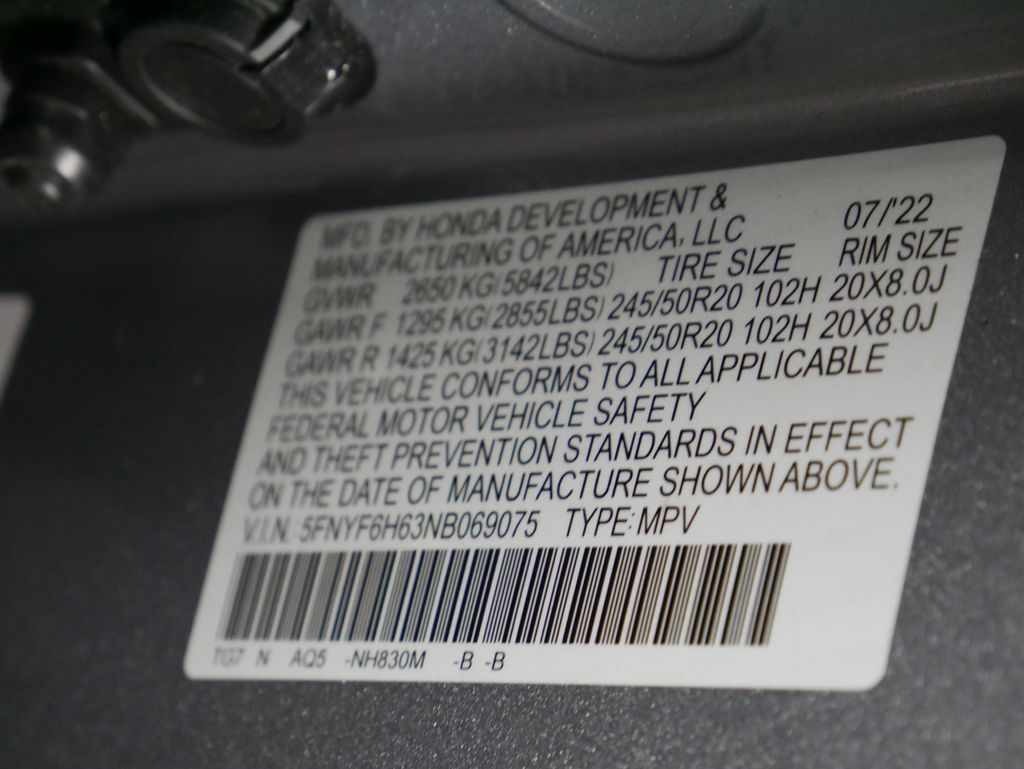 MFD. BY HONDA DEVELOPMENT &
MANUFACTURING OF AMERICA, LLC 07/'22
GVWR 2650 KG(5842LBS) TIRE SIZE RIM SIZE
GAWR F 1295 KG(2855LBS) 245/50R20 102H 20X8.0J
GAWR R 1425 KG(3142LBS) 245/50R20 102H 20X8.0J
THIS VEHICLE CONFORMS TO ALL APPLICABLE
FEDERAL MOTOR VEHICLE SAFETY
AND THEFT PREVENTION STANDARDS IN EFFECT
ON THE DATE OF MANUFACTURE SHOWN ABOVE.
V.I.N. 5FNYF6H63NB069075 TYPE: MPV
TG7 N AQ5 -NH830M -B -B